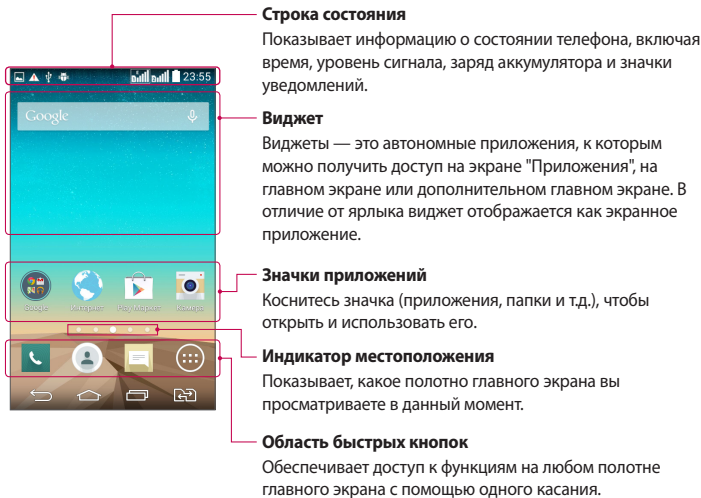 Строка состояния
Показывает информацию о состоянии телефона, включая
время, уровень сигнала, заряд аккумулятора и значки
уведомлений.
23:55
Google
Виджет
Виджеты — это автономные приложения, к которым
можно получить доступ на экране "Приложения", на
главном экране или дополнительном главном экране. В
отличие от ярлыка виджет отображается как экранное
приложение.
Google Интернет Play Маркет Камера
Значки приложений
Коснитесь значка (приложения, папки и т.д.), чтобы
открыть и использовать его.
Индикатор местоположения
Показывает, какое полотно главного экрана вы
просматриваете в данный момент.
Область быстрых кнопок
Обеспечивает доступ к функциям на любом полотне
главного экрана с помощью одного касания.